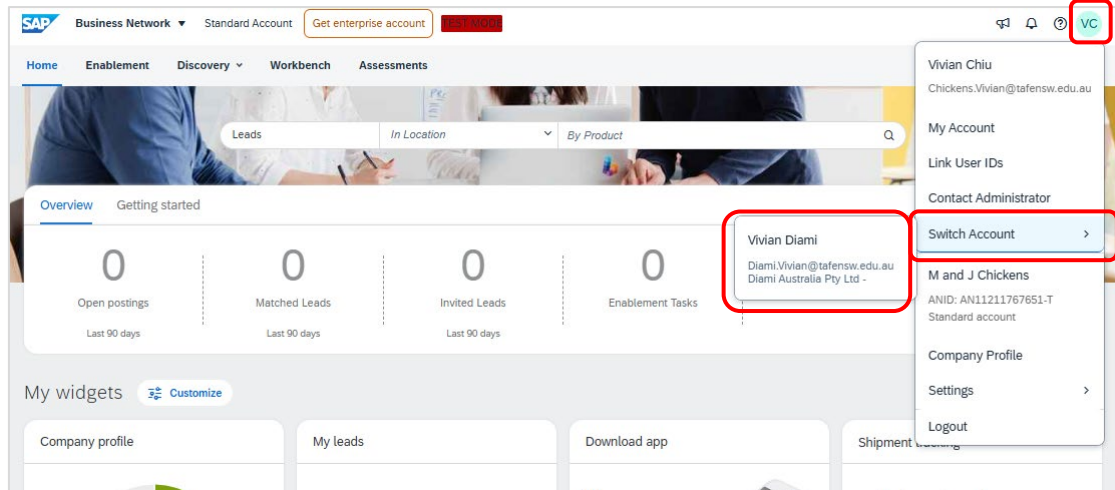 SAP Business Network Standard Account Get enterprise account TEST MODE VC
Home Enablement Discovery Workbench Assessments
Leads In Location By Product
Overview Getting started
0 0 0 0
Open postings Matched Leads Invited Leads Enablement Tasks
Last 90 days Last 90 days Last 90 days
Vivian Diami
Diami.Vivian@tafensw.edu.au
Diami Australia Pty Ltd -
Vivian Chiu
Chickens.Vivian@tafensw.edu.au
My Account
Link User IDs
Contact Administrator
Switch Account
M and J Chickens
ANID: AN11211767651-T
Standard account
Company Profile
Settings
Logout
My widgets Customize
Company profile My leads Download app Shipment